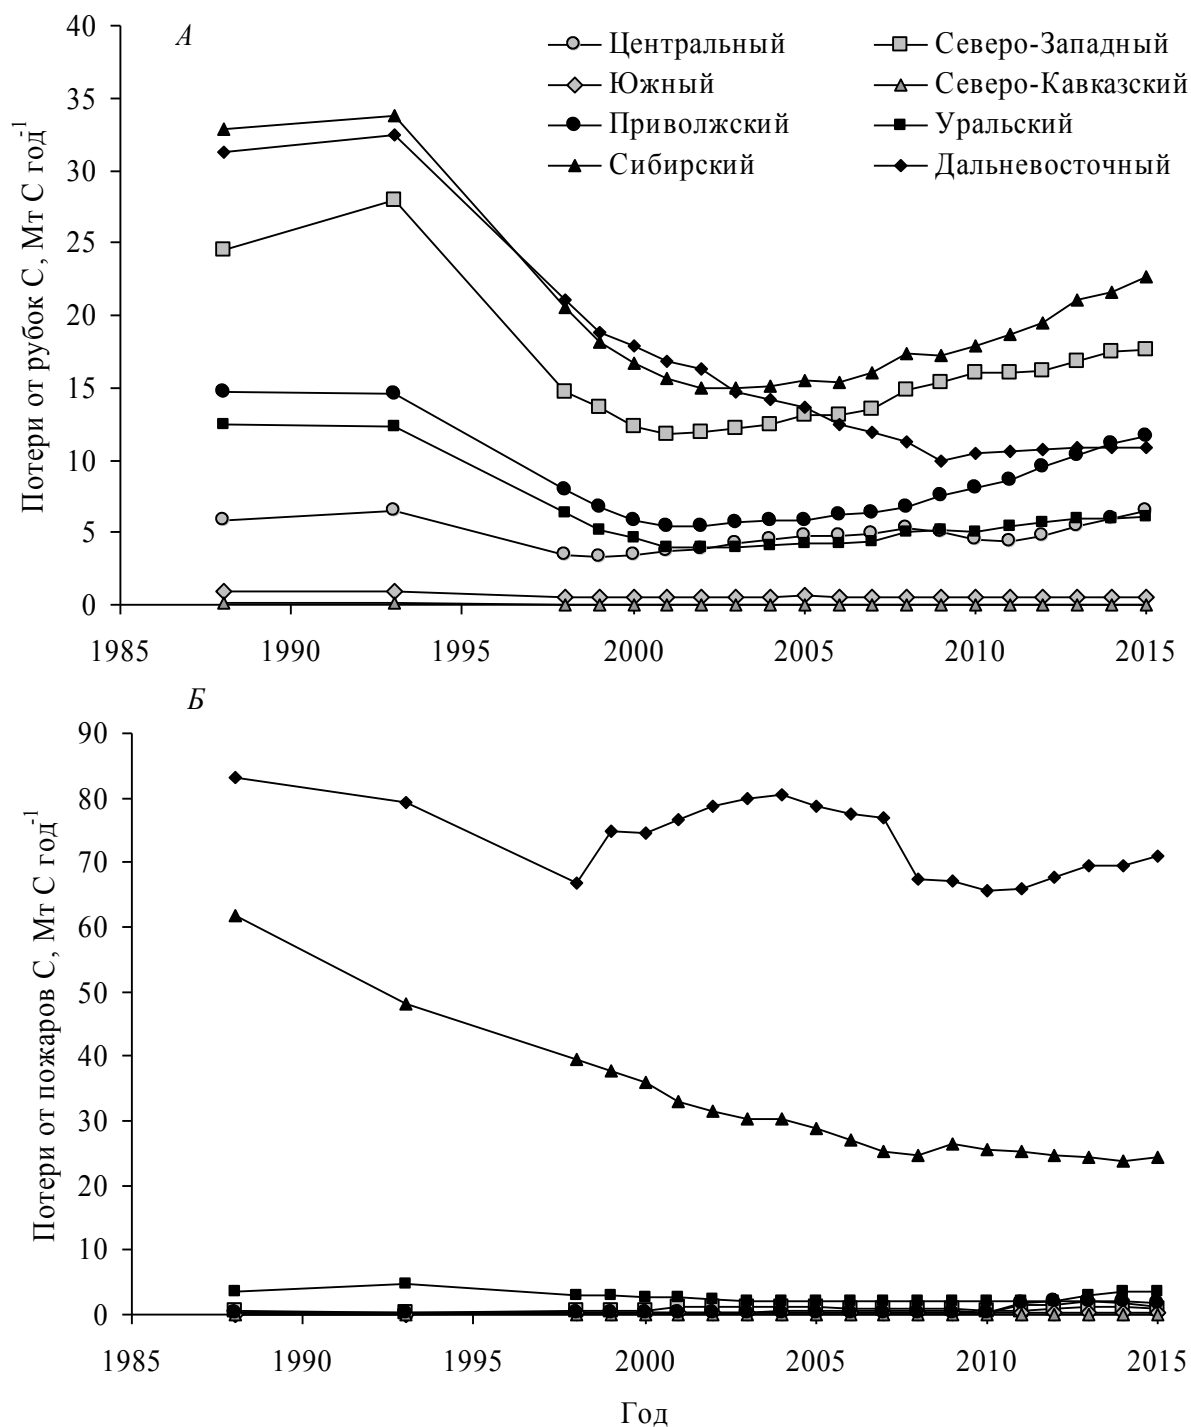 А
Потери от рубок С, Мт С год-1
40
35
30
25
20
15
10
5
0
Центральный
Северо-Западный
Южный
Северо-Кавказский
Приволжский
Уральский
Сибирский
Дальневосточный
1985 1990 1995 2000 2005 2010 2015
Б
Потери от пожаров С, Мт С год-1
90
80
70
60
50
40
30
20
10
0
1985 1990 1995 2000 2005 2010 2015
Год